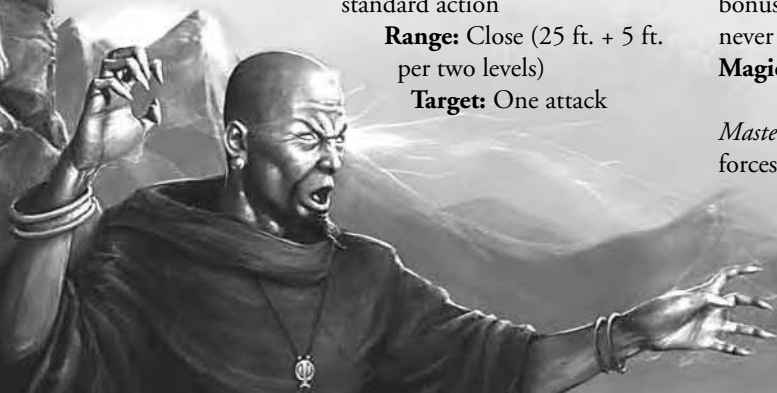 standard action
Range: Close (25 ft. + 5 ft.
per two levels)
Target: One attack
bonus
never
Magic
Maste
forces